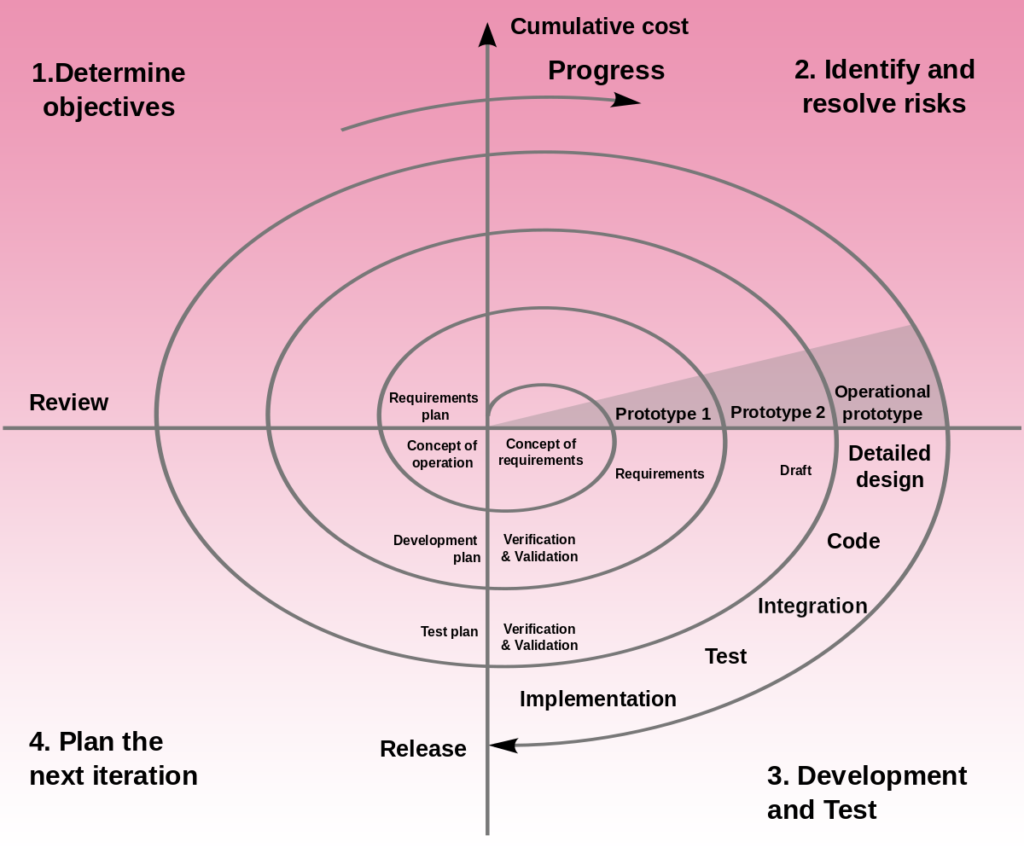 Cumulative cost
Progress
1.Determine
objectives
2. Identify and
resolve risks
Review
Requirements
plan
Concept of
operation
Concept of
requirements
Prototype 1
Prototype 2
Operational
prototype
Requirements
Draft
Detailed
design
Development
plan
Verification
& Validation
Code
Integration
Test plan
Verification
& Validation
Test
Implementation
Release
4. Plan the
next iteration
3. Development
and Test